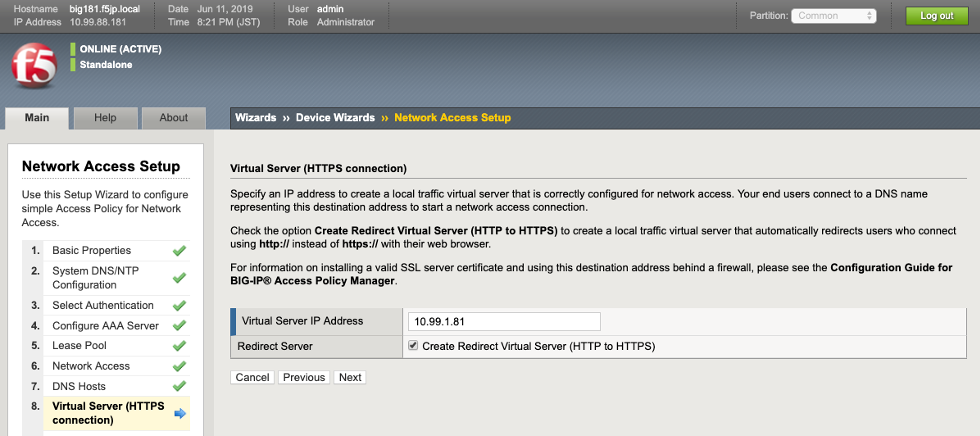 Hostname big181.f5jp.local Date Jun 11, 2019 User admin Partition: Common Log out
IP Address 10.99.88.181 Time 8:21 PM (JST) Role Administrator
f5
ONLINE (ACTIVE)
Standalone
Main Help About
Wizards ›› Device Wizards ›› Network Access Setup
Network Access Setup
Use this Setup Wizard to configure
simple Access Policy for Network
Access.
1. Basic Properties
2. System DNS/NTP
Configuration
3. Select Authentication
4. Configure AAA Server
5. Lease Pool
6. Network Access
7. DNS Hosts
8. Virtual Server (HTTPS
connection)
Virtual Server (HTTPS connection)
Specify an IP address to create a local traffic virtual server that is correctly configured for network access. Your end users connect to a DNS name
representing this destination address to start a network access connection.
Check the option Create Redirect Virtual Server (HTTP to HTTPS) to create a local traffic virtual server that automatically redirects users who connect
using http:// instead of https:// with their web browser.
For information on installing a valid SSL server certificate and using this destination address behind a firewall, please see the Configuration Guide for
BIG-IP® Access Policy Manager.
Virtual Server IP Address 10.99.1.81
Redirect Server Create Redirect Virtual Server (HTTP to HTTPS)
Cancel Previous Next